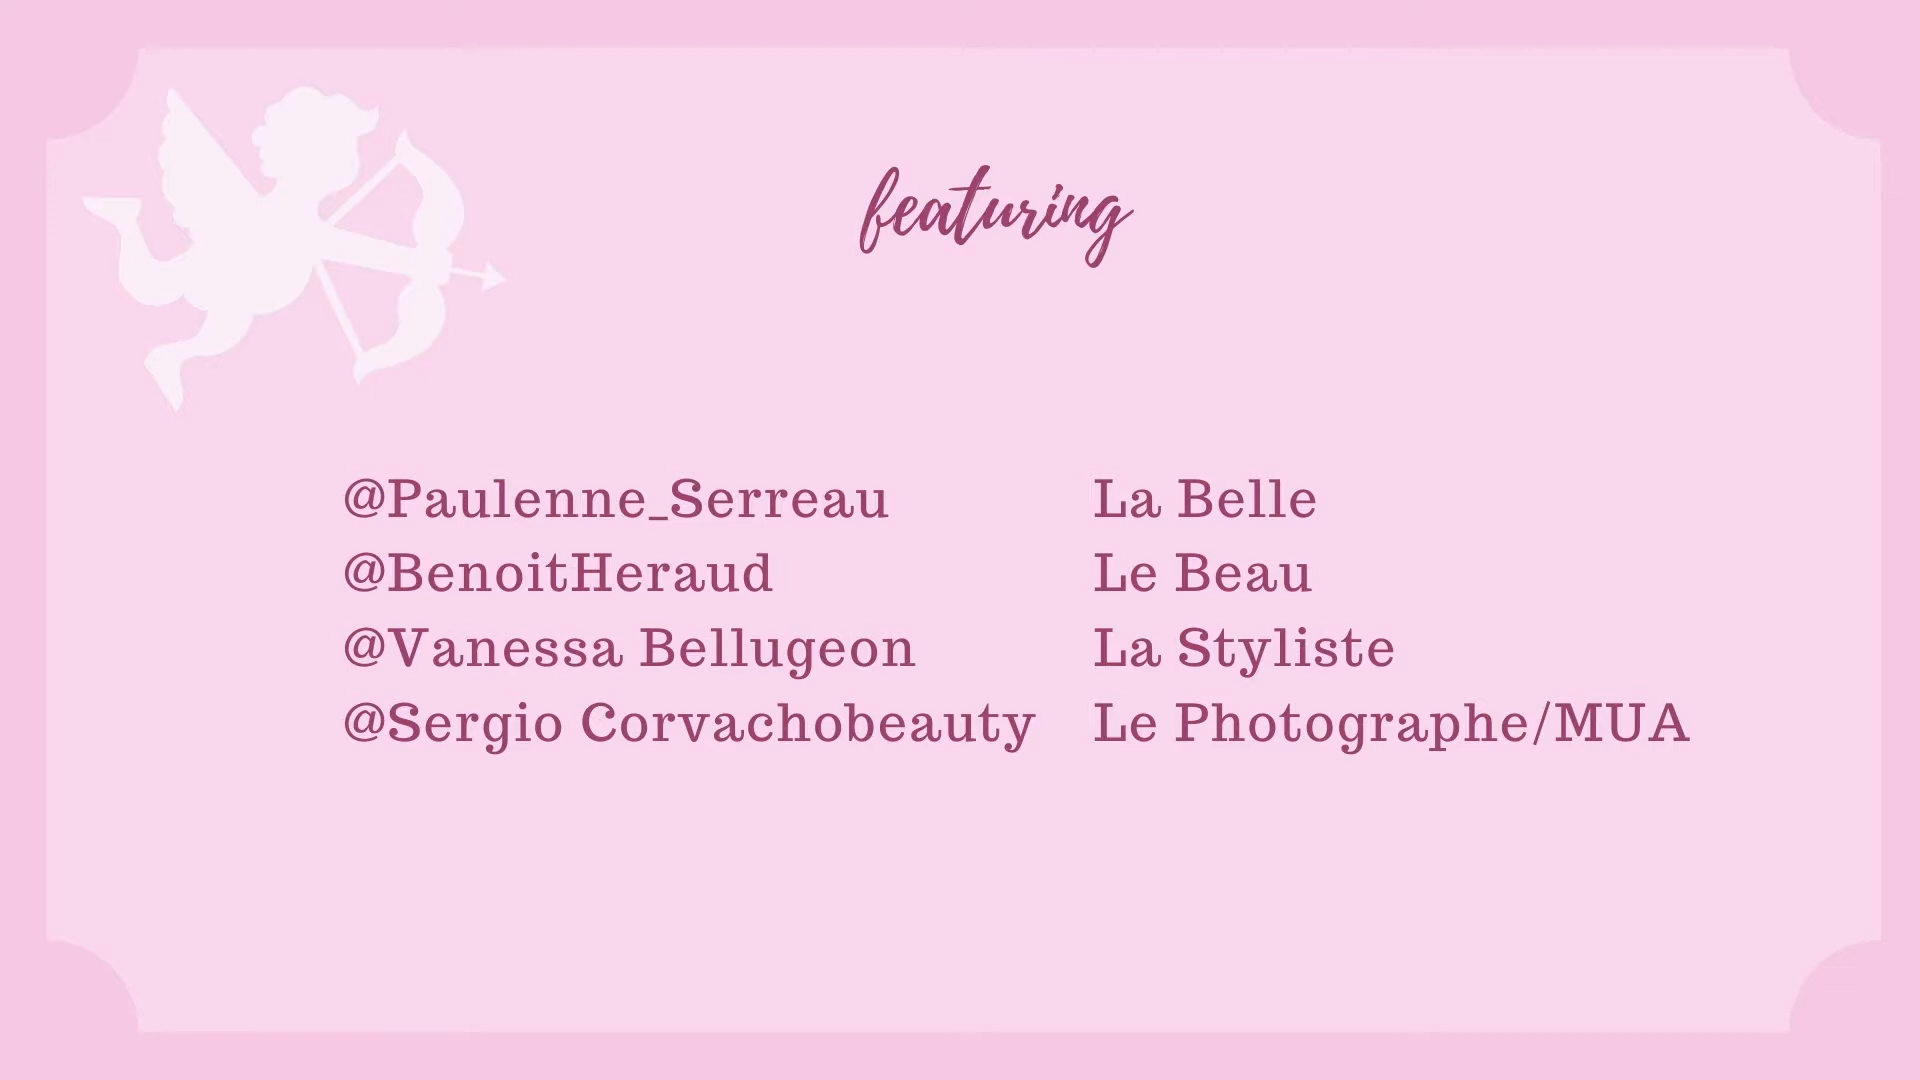 featuring
@Paulenne_Serreau La Belle
@BenoitHeraud Le Beau
@Vanessa Bellugeon La Styliste
@Sergio Corvachobeauty Le Photographe/MUA